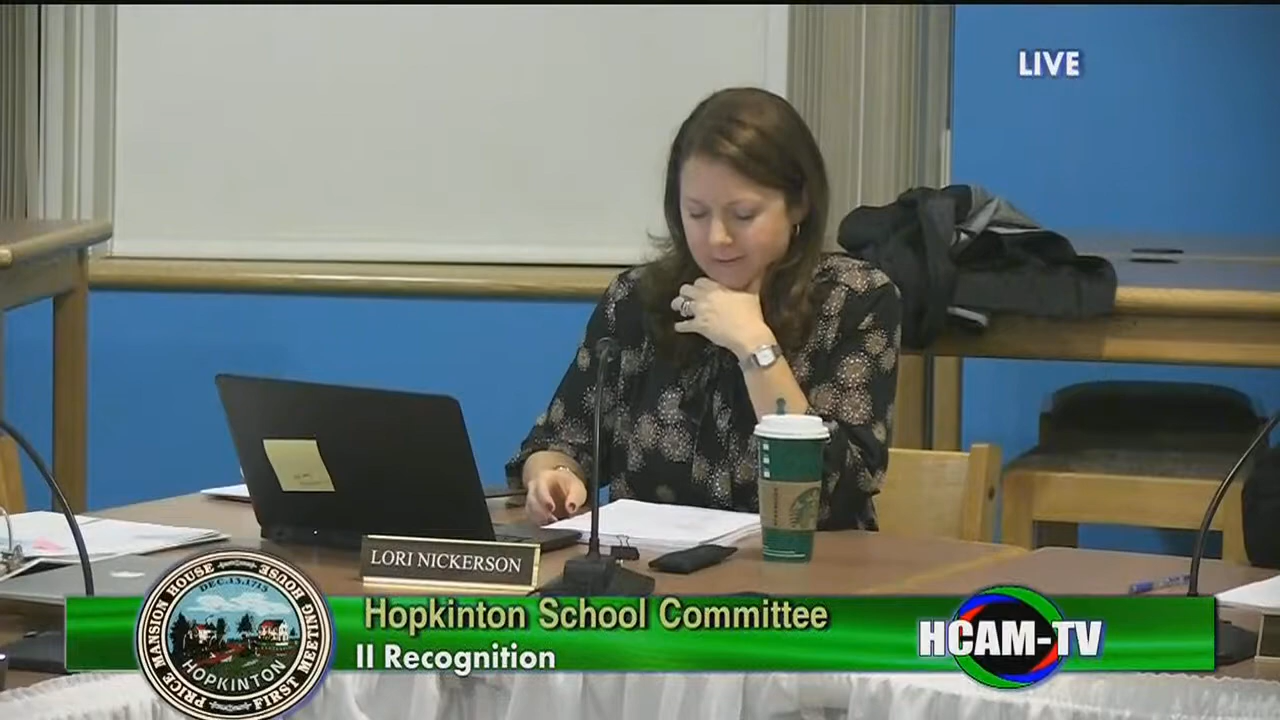 LIVE
LORI NICKERSON
Hopkinton School Committee
II Recognition
HCAM-TV
PRICE MANSION HOUSE
FIRST MEETING HOUSE
DEC.13.1715
HOPKINTON